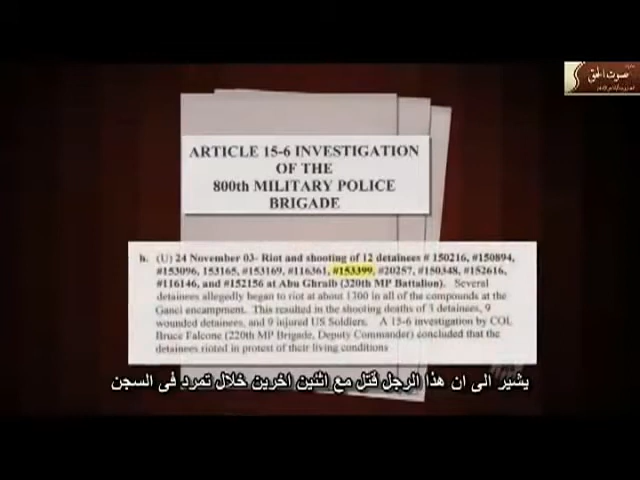 صوت الحق
ARTICLE 15-6 INVESTIGATION
OF THE
800th MILITARY POLICE
BRIGADE
h. (U) 24 November 03- Riot and shooting of 12 detainees # 150216, #150894,
#153096, 153165, #153169, #116361, #153399, #20257, #150348, #152616,
#116146, and #152156 at Abu Ghraib (320th MP Battalion). Several
detainees allegedly began to riot at about 1300 in all of the compounds at the
Ganci encampment. This resulted in the shooting deaths of 3 detainees, 9
wounded detainees, and 9 injured US Soldiers. A 15-6 investigation by COL
Bruce Falcone (220th MP Brigade, Deputy Commander) concluded that the
detainees rioted in protest of their living conditions
يشير الى ان هذا الرجل قتل مع اثنين اخرين خلال تمرد فى السجن